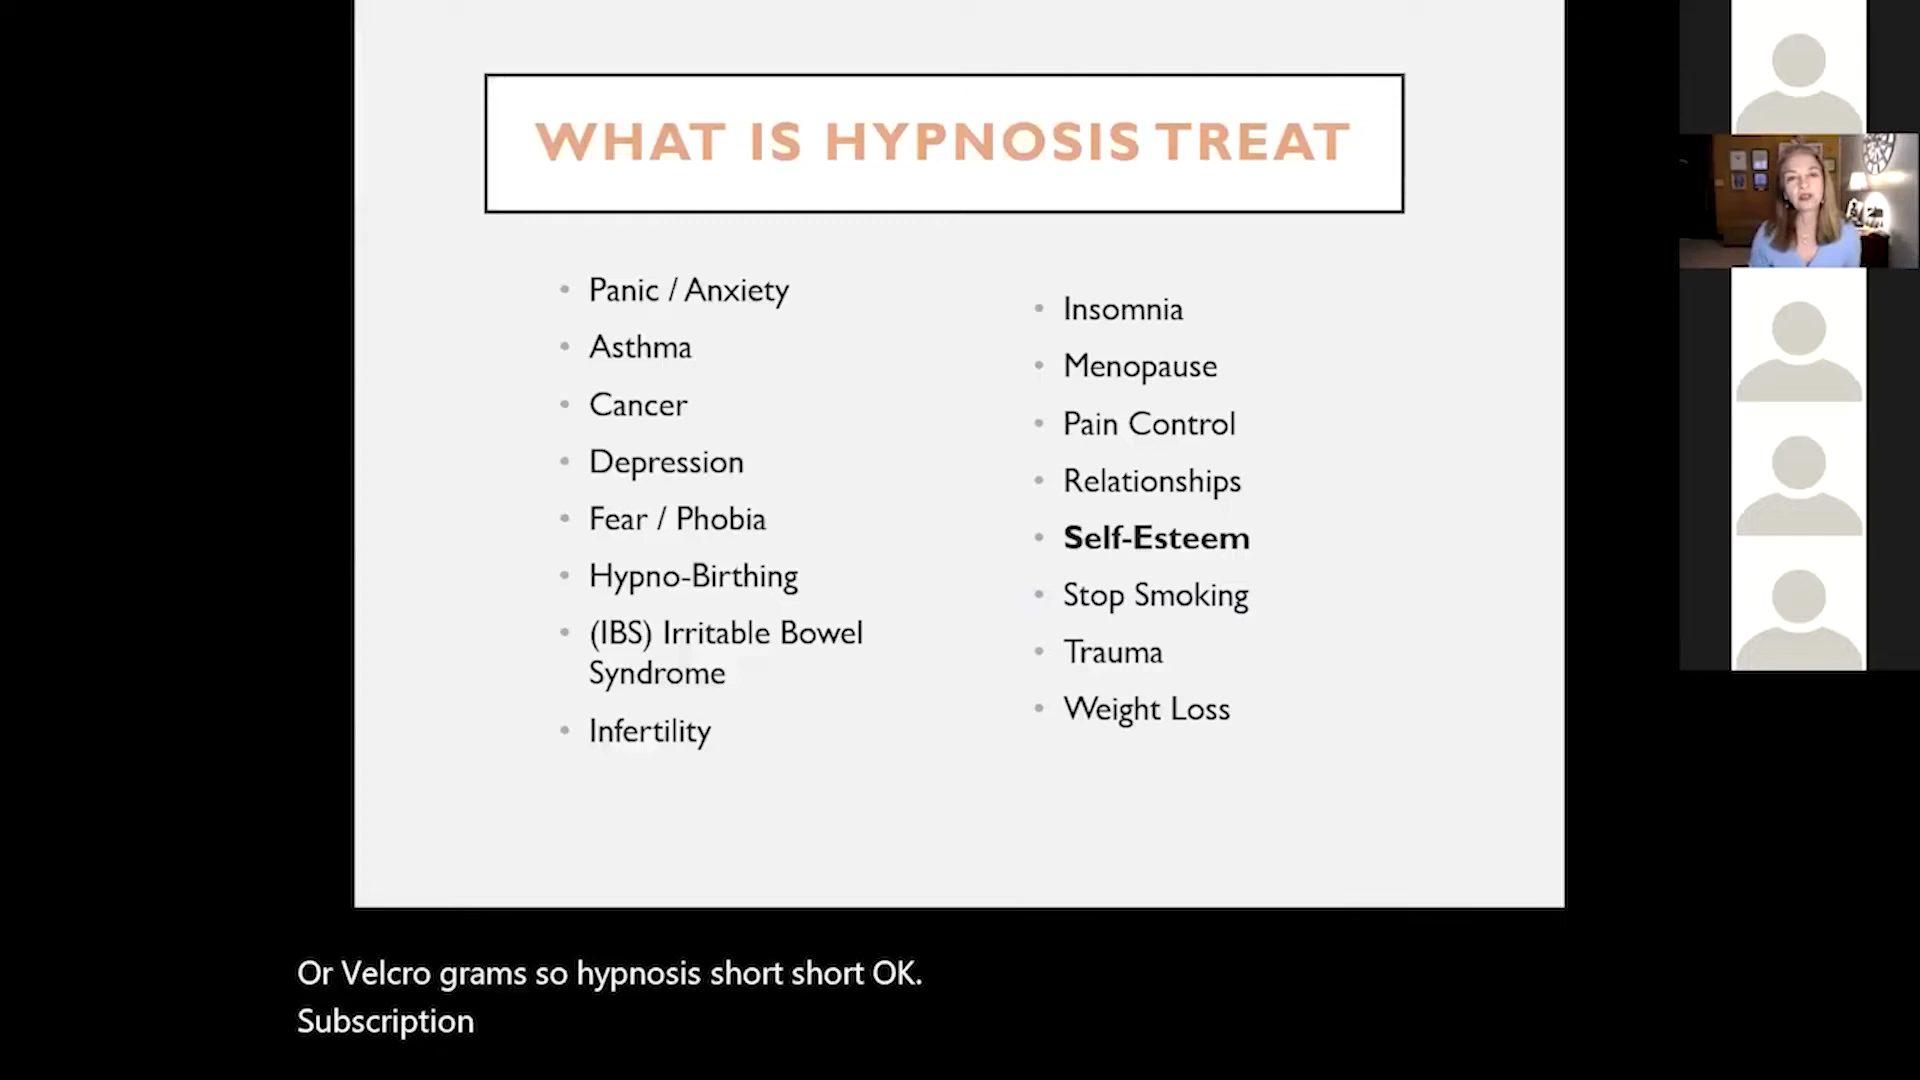 WHAT IS HYPNOSIS TREAT
Panic / Anxiety
Asthma
Cancer
Depression
Fear / Phobia
Hypno-Birthing
(IBS) Irritable Bowel
Syndrome
Infertility
Insomnia
Menopause
Pain Control
Relationships
Self-Esteem
Stop Smoking
Trauma
Weight Loss
Or Velcro grams so hypnosis short short OK.
Subscription